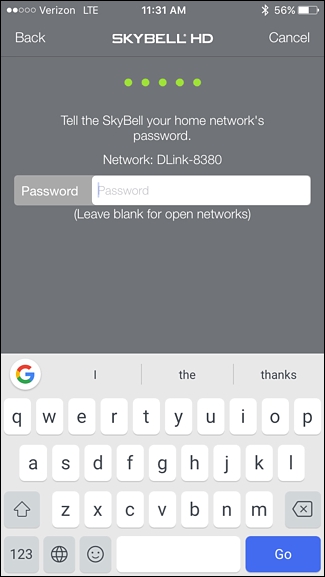 Verizon LTE 11:31 AM 56%
Back SKYBELL HD Cancel
Tell the SkyBell your home network's
password.
Network: DLink-8380
Password Password
(Leave blank for open networks)
G I the thanks
q w e r t y u i o p
a s d f g h j k l
z x c v b n m
123 Go